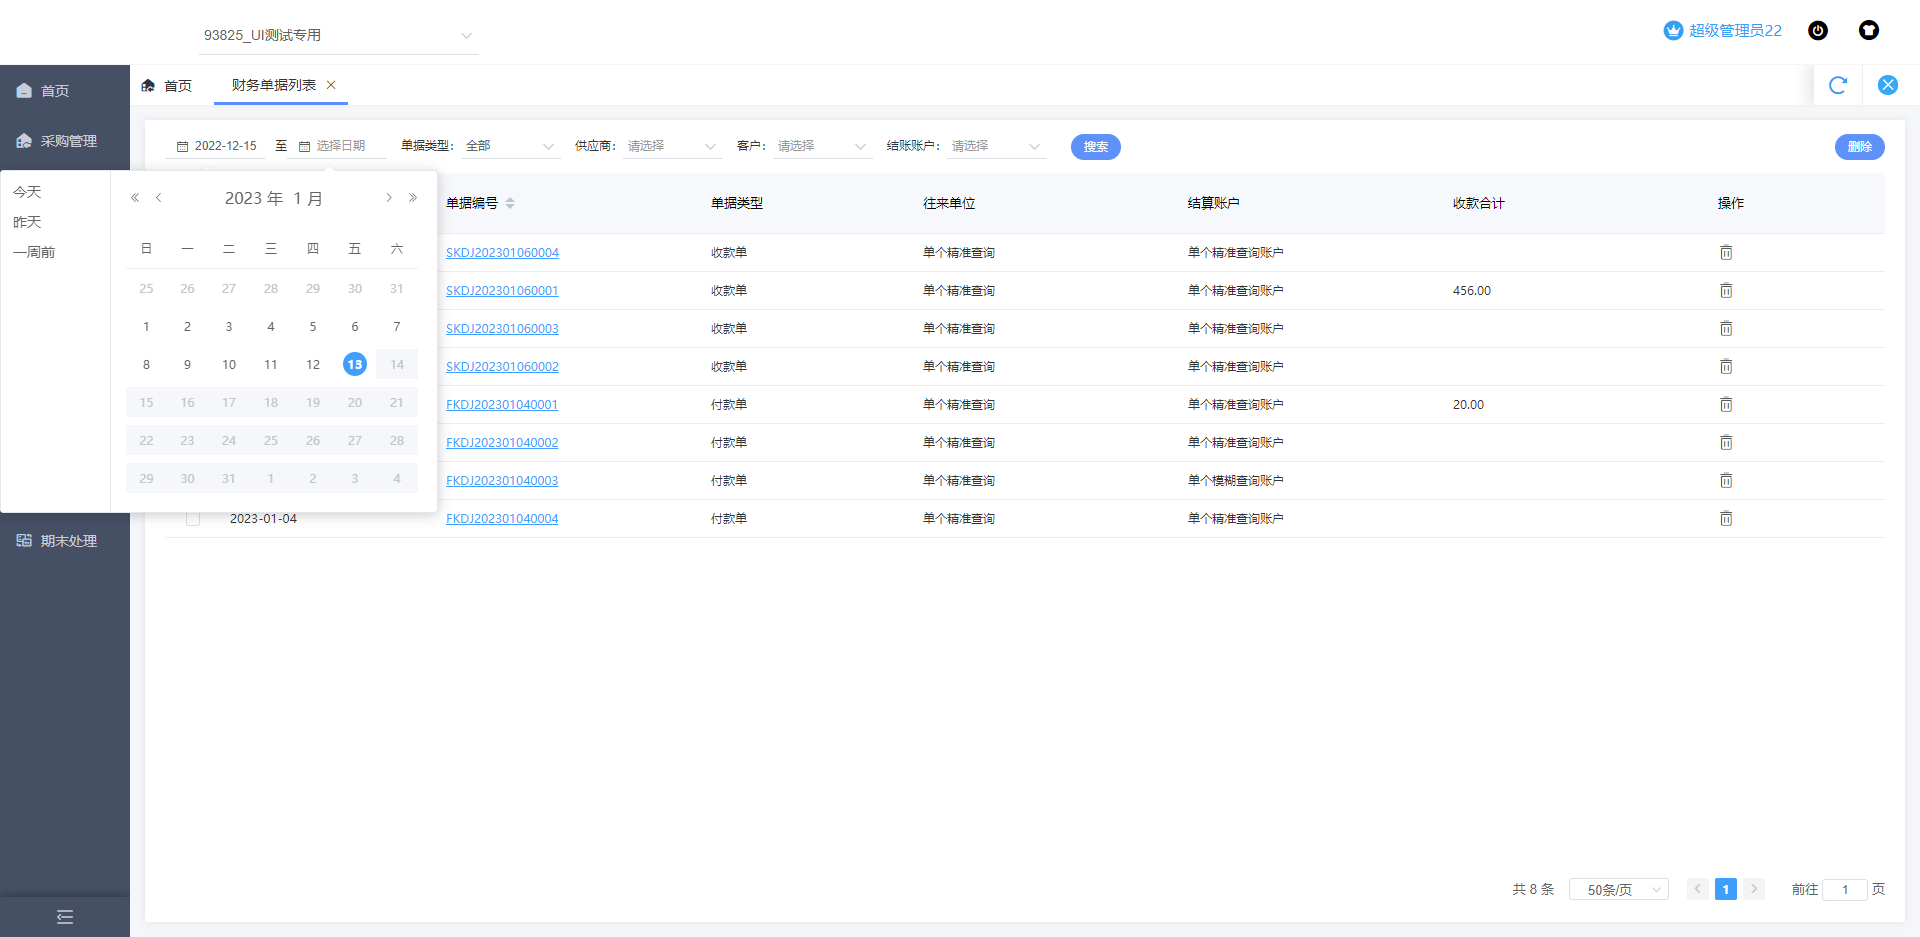 93825_UI测试专用
超级管理员22
首页
采购管理
期末处理
首页
财务单据列表
2022-12-15 至 选择日期 单据类型： 全部 供应商： 请选择 客户： 请选择 结账账户： 请选择 搜索 删除
今天
昨天
一周前
2023 年 1 月
日 一 二 三 四 五 六
25 26 27 28 29 30 31
1 2 3 4 5 6 7
8 9 10 11 12 13 14
15 16 17 18 19 20 21
22 23 24 25 26 27 28
29 30 31 1 2 3 4
单据编号 单据类型 往来单位 结算账户 收款合计 操作
SKDJ202301060004 收款单 单个精准查询 单个精准查询账户
SKDJ202301060001 收款单 单个精准查询 单个精准查询账户 456.00
SKDJ202301060003 收款单 单个精准查询 单个精准查询账户
SKDJ202301060002 收款单 单个精准查询 单个精准查询账户
FKDJ202301040001 付款单 单个精准查询 单个精准查询账户 20.00
FKDJ202301040002 付款单 单个精准查询 单个精准查询账户
FKDJ202301040003 付款单 单个精准查询 单个模糊查询账户
2023-01-04 FKDJ202301040004 付款单 单个精准查询 单个精准查询账户
共 8 条 50条/页 1 前往 1 页